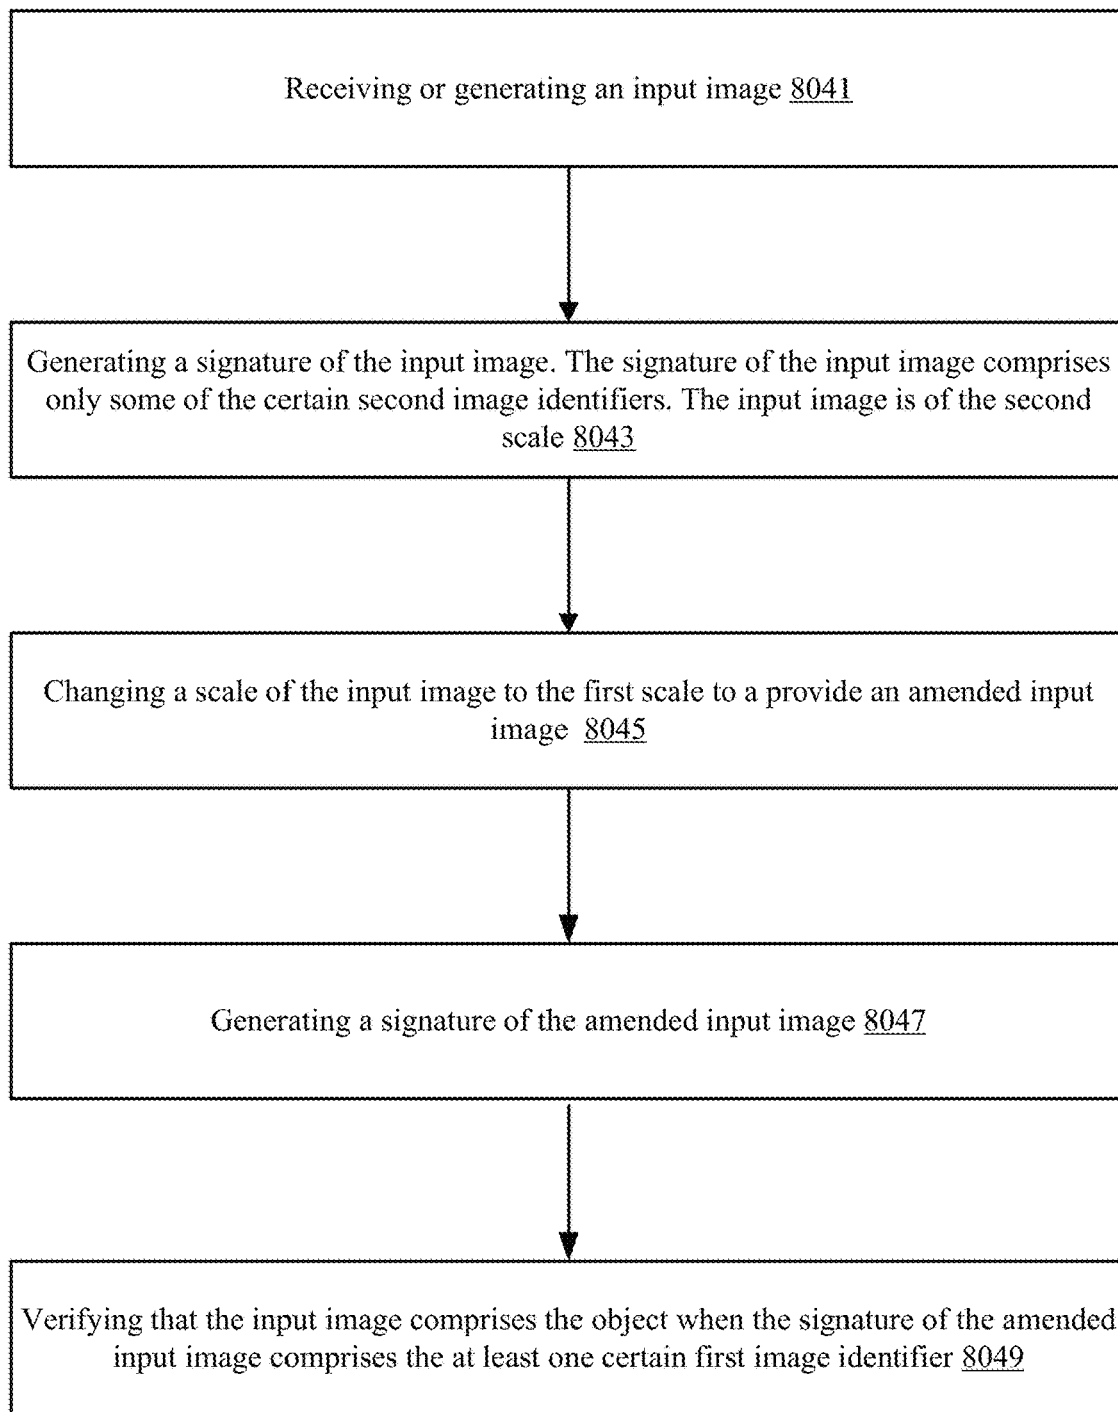 Receiving or generating an input image 8041
Generating a signature of the input image. The signature of the input image comprises
only some of the certain second image identifiers. The input image is of the second
scale 8043
Changing a scale of the input image to the first scale to a provide an amended input
image 8045
Generating a signature of the amended input image 8047
Verifying that the input image comprises the object when the signature of the amended
input image comprises the at least one certain first image identifier 8049